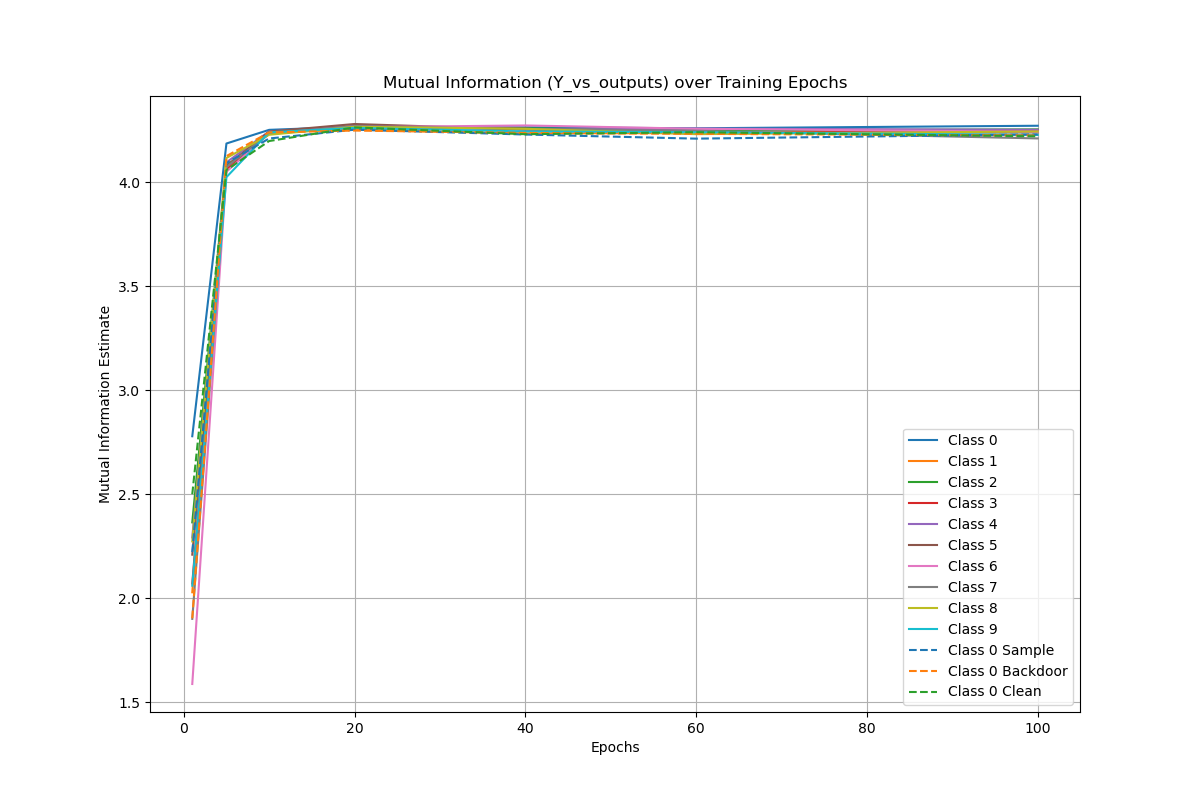 Mutual Information (Y_vs_outputs) over Training Epochs
Mutual Information Estimate
4.0
3.5
3.0
2.5
2.0
1.5
0
20
40
60
80
100
Epochs
Class 0
Class 1
Class 2
Class 3
Class 4
Class 5
Class 6
Class 7
Class 8
Class 9
Class 0 Sample
Class 0 Backdoor
Class 0 Clean